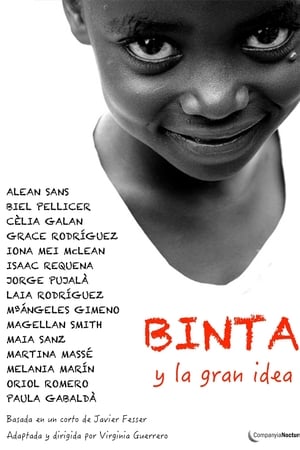 ALEAN SANS
BIEL PELLICER
CÈLIA GALAN
GRACE RODRÍGUEZ
IONA MEI McLEAN
ISAAC REQUENA
JORGE PUJALÀ
LAIA RODRÍGUEZ
MªÁNGELES GIMENO
MAGELLAN SMITH
MAIA SANZ
MARTINA MASSÉ
MELANIA MARÍN
ORIOL ROMERO
PAULA GABALDÀ
BINTA
y la gran idea
Basada en un corto de Javier Fesser
Adaptada y dirigida por Virginia Guerrero
CompanyiaNocturna